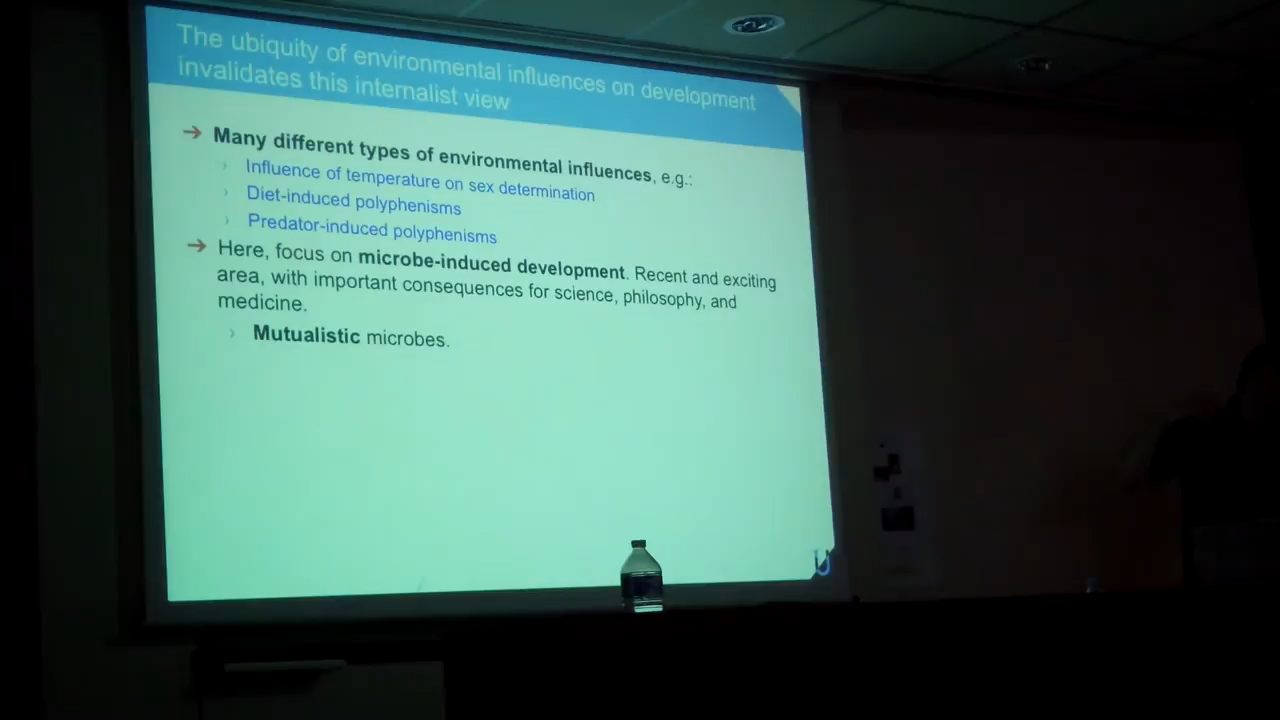 The ubiquity of environmental influences on development
invalidates this internalist view
→ Many different types of environmental influences, e.g.:
› Influence of temperature on sex determination
› Diet-induced polyphenisms
› Predator-induced polyphenisms
→ Here, focus on microbe-induced development. Recent and exciting
area, with important consequences for science, philosophy, and
medicine.
› Mutualistic microbes.